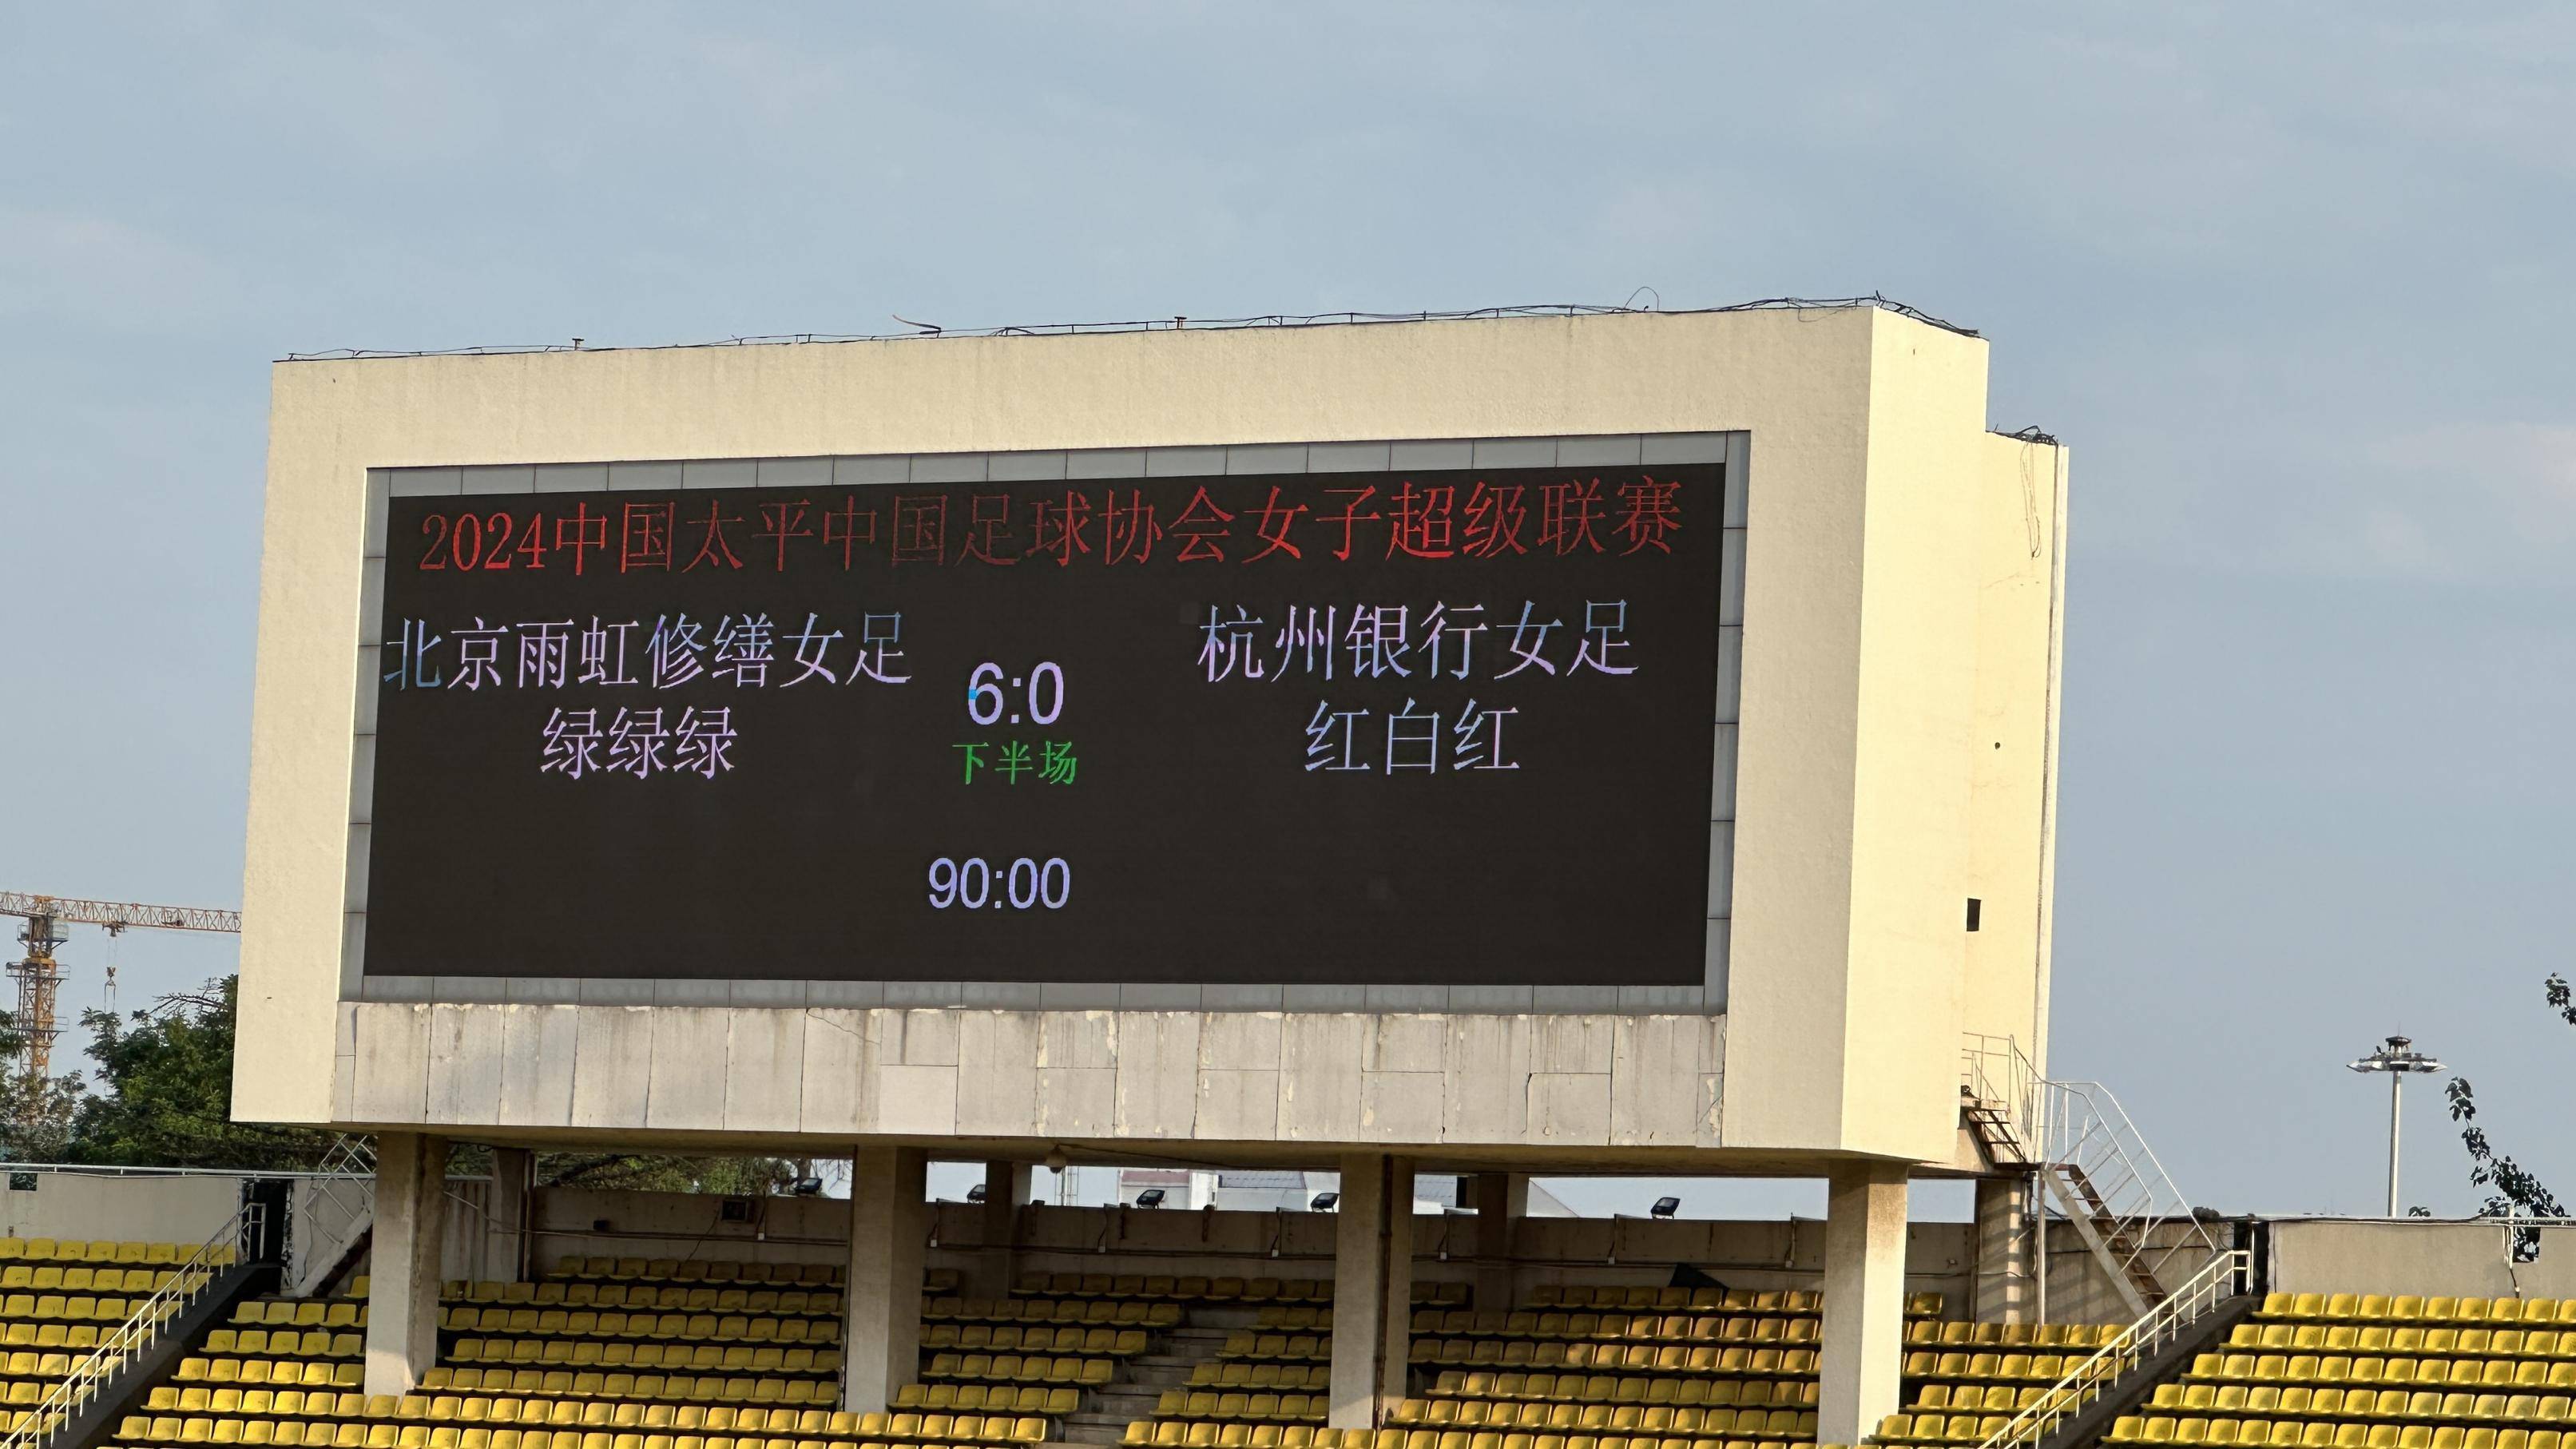 2024中国太平中国足球协会女子超级联赛
北京雨虹修缮女足
6:0
杭州银行女足
绿绿绿
下半场
红白红
90:00